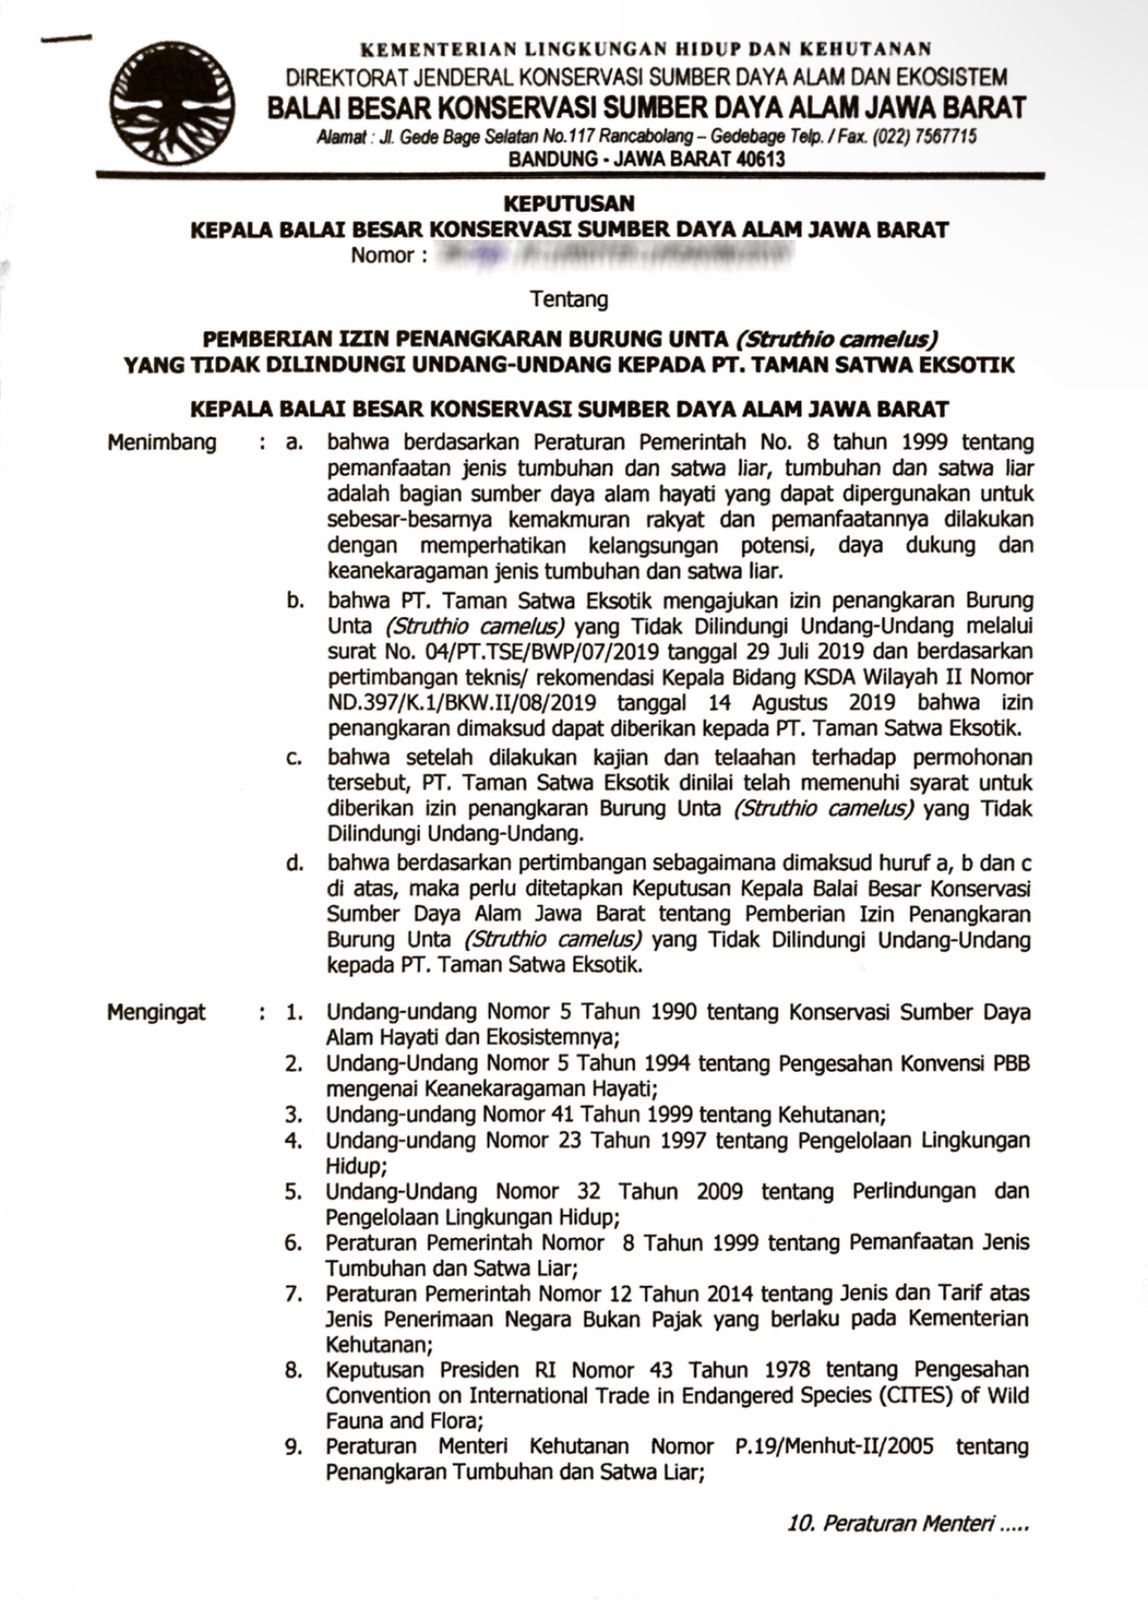 KEMENTERIAN LINGKUNGAN HIDUP DAN KEHUTANAN
DIREKTORAT JENDERAL KONSERVASI SUMBER DAYA ALAM DAN EKOSISTEM
BALAI BESAR KONSERVASI SUMBER DAYA ALAM JAWA BARAT
Alamat : Jl. Gede Bage Selatan No.117 Rancabolang – Gedebage Telp. / Fax. (022) 7567715
BANDUNG - JAWA BARAT 40613
KEPUTUSAN
KEPALA BALAI BESAR KONSERVASI SUMBER DAYA ALAM JAWA BARAT
Nomor :
Tentang
PEMBERIAN IZIN PENANGKARAN BURUNG UNTA (Struthio camelus)
YANG TIDAK DILINDUNGI UNDANG-UNDANG KEPADA PT. TAMAN SATWA EKSOTIK
KEPALA BALAI BESAR KONSERVASI SUMBER DAYA ALAM JAWA BARAT
Menimbang : a. bahwa berdasarkan Peraturan Pemerintah No. 8 tahun 1999 tentang
pemanfaatan jenis tumbuhan dan satwa liar, tumbuhan dan satwa liar
adalah bagian sumber daya alam hayati yang dapat dipergunakan untuk
sebesar-besarnya kemakmuran rakyat dan pemanfaatannya dilakukan
dengan memperhatikan kelangsungan potensi, daya dukung dan
keanekaragaman jenis tumbuhan dan satwa liar.
b. bahwa PT. Taman Satwa Eksotik mengajukan izin penangkaran Burung
Unta (Struthio camelus) yang Tidak Dilindungi Undang-Undang melalui
surat No. 04/PT.TSE/BWP/07/2019 tanggal 29 Juli 2019 dan berdasarkan
pertimbangan teknis/ rekomendasi Kepala Bidang KSDA Wilayah II Nomor
ND.397/K.1/BKW.II/08/2019 tanggal 14 Agustus 2019 bahwa izin
penangkaran dimaksud dapat diberikan kepada PT. Taman Satwa Eksotik.
c. bahwa setelah dilakukan kajian dan telaahan terhadap permohonan
tersebut, PT. Taman Satwa Eksotik dinilai telah memenuhi syarat untuk
diberikan izin penangkaran Burung Unta (Struthio camelus) yang Tidak
Dilindungi Undang-Undang.
d. bahwa berdasarkan pertimbangan sebagaimana dimaksud huruf a, b dan c
di atas, maka perlu ditetapkan Keputusan Kepala Balai Besar Konservasi
Sumber Daya Alam Jawa Barat tentang Pemberian Izin Penangkaran
Burung Unta (Struthio camelus) yang Tidak Dilindungi Undang-Undang
kepada PT. Taman Satwa Eksotik.
Mengingat : 1. Undang-undang Nomor 5 Tahun 1990 tentang Konservasi Sumber Daya
Alam Hayati dan Ekosistemnya;
2. Undang-Undang Nomor 5 Tahun 1994 tentang Pengesahan Konvensi PBB
mengenai Keanekaragaman Hayati;
3. Undang-undang Nomor 41 Tahun 1999 tentang Kehutanan;
4. Undang-undang Nomor 23 Tahun 1997 tentang Pengelolaan Lingkungan
Hidup;
5. Undang-Undang Nomor 32 Tahun 2009 tentang Perlindungan dan
Pengelolaan Lingkungan Hidup;
6. Peraturan Pemerintah Nomor 8 Tahun 1999 tentang Pemanfaatan Jenis
Tumbuhan dan Satwa Liar;
7. Peraturan Pemerintah Nomor 12 Tahun 2014 tentang Jenis dan Tarif atas
Jenis Penerimaan Negara Bukan Pajak yang berlaku pada Kementerian
Kehutanan;
8. Keputusan Presiden RI Nomor 43 Tahun 1978 tentang Pengesahan
Convention on International Trade in Endangered Species (CITES) of Wild
Fauna and Flora;
9. Peraturan Menteri Kehutanan Nomor P.19/Menhut-II/2005 tentang
Penangkaran Tumbuhan dan Satwa Liar;
10. Peraturan Menteri .....